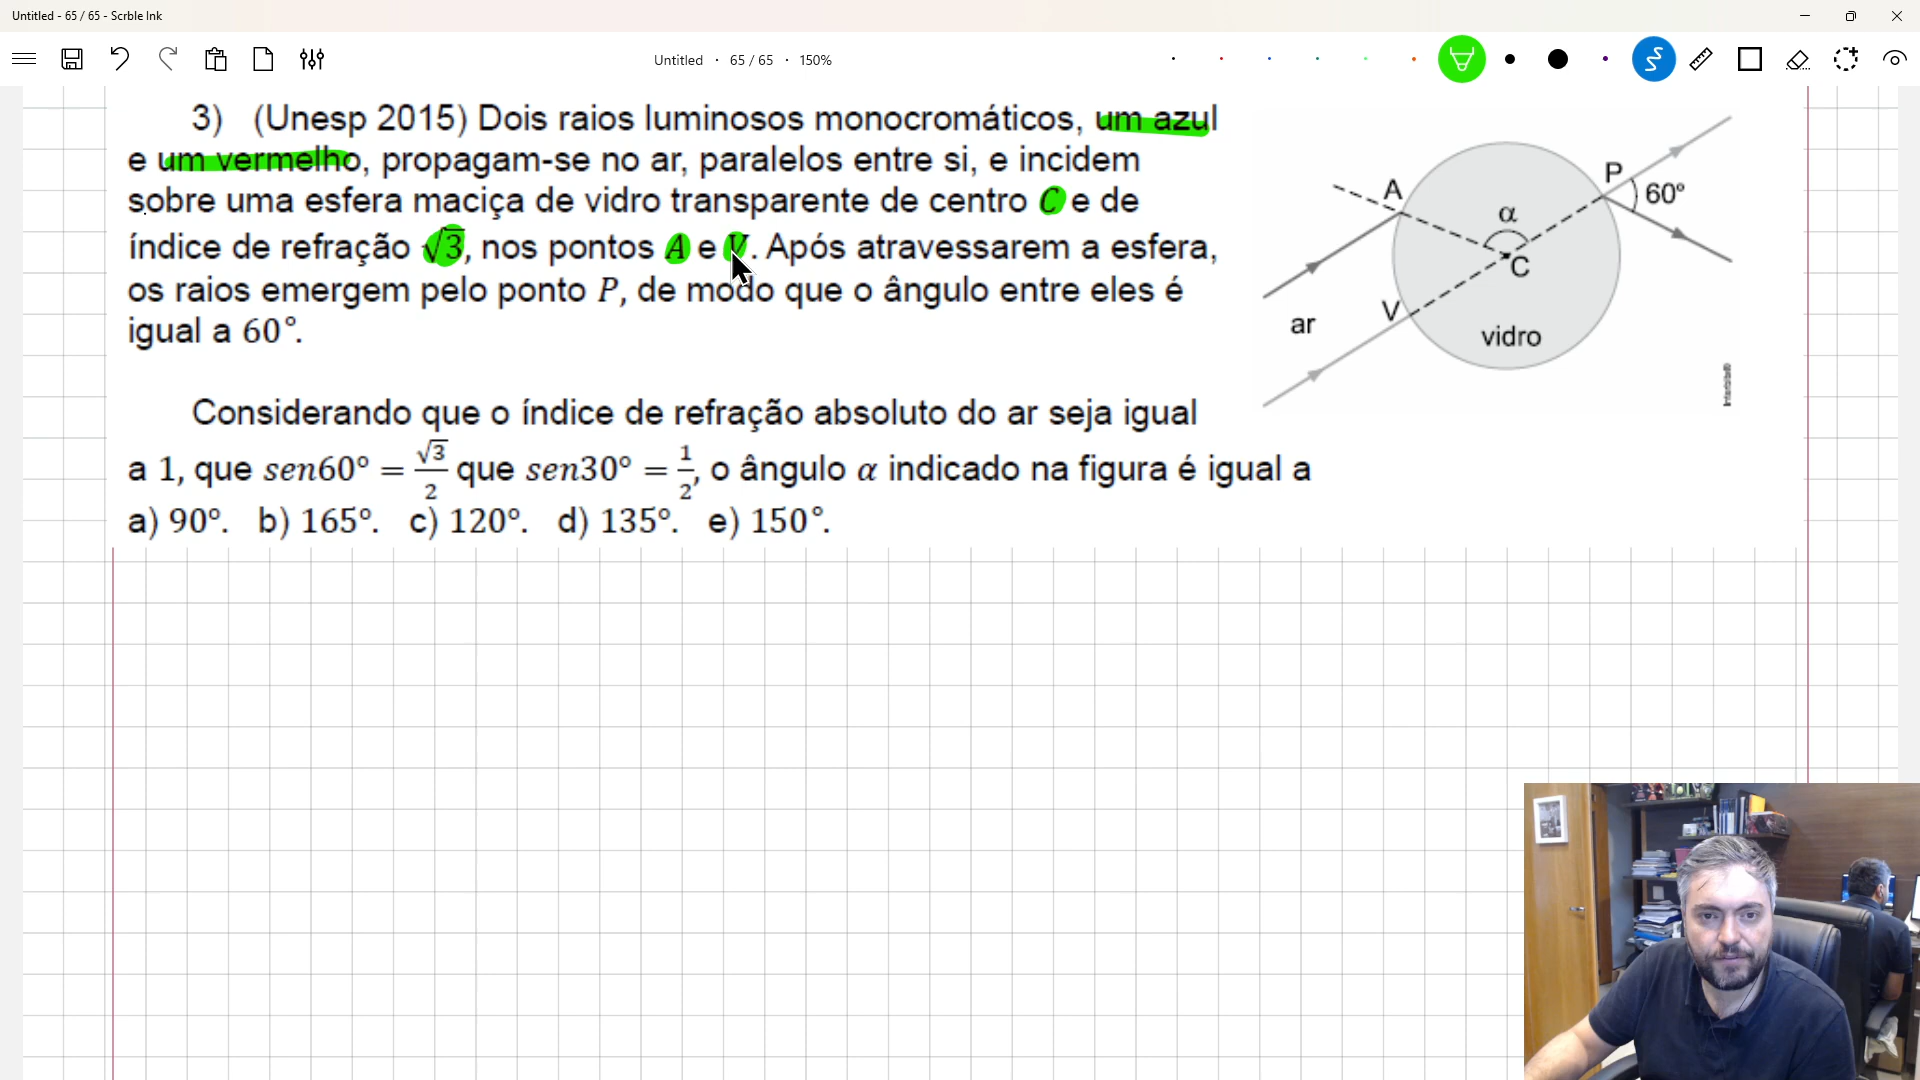 Untitled - 65 / 65 - Scrble Ink
Untitled · 65 / 65 · 150%
3) (Unesp 2015) Dois raios luminosos monocromáticos, um azul
e um vermelho, propagam-se no ar, paralelos entre si, e incidem
sobre uma esfera maciça de vidro transparente de centro C e de
índice de refração √3, nos pontos A e V. Após atravessarem a esfera,
os raios emergem pelo ponto P, de modo que o ângulo entre eles é
igual a 60°.
Considerando que o índice de refração absoluto do ar seja igual
a 1, que sen60° = √3/2 que sen30° = 1/2, o ângulo α indicado na figura é igual a
a) 90°. b) 165°. c) 120°. d) 135°. e) 150°.
A
P
60°
α
C
V
ar
vidro